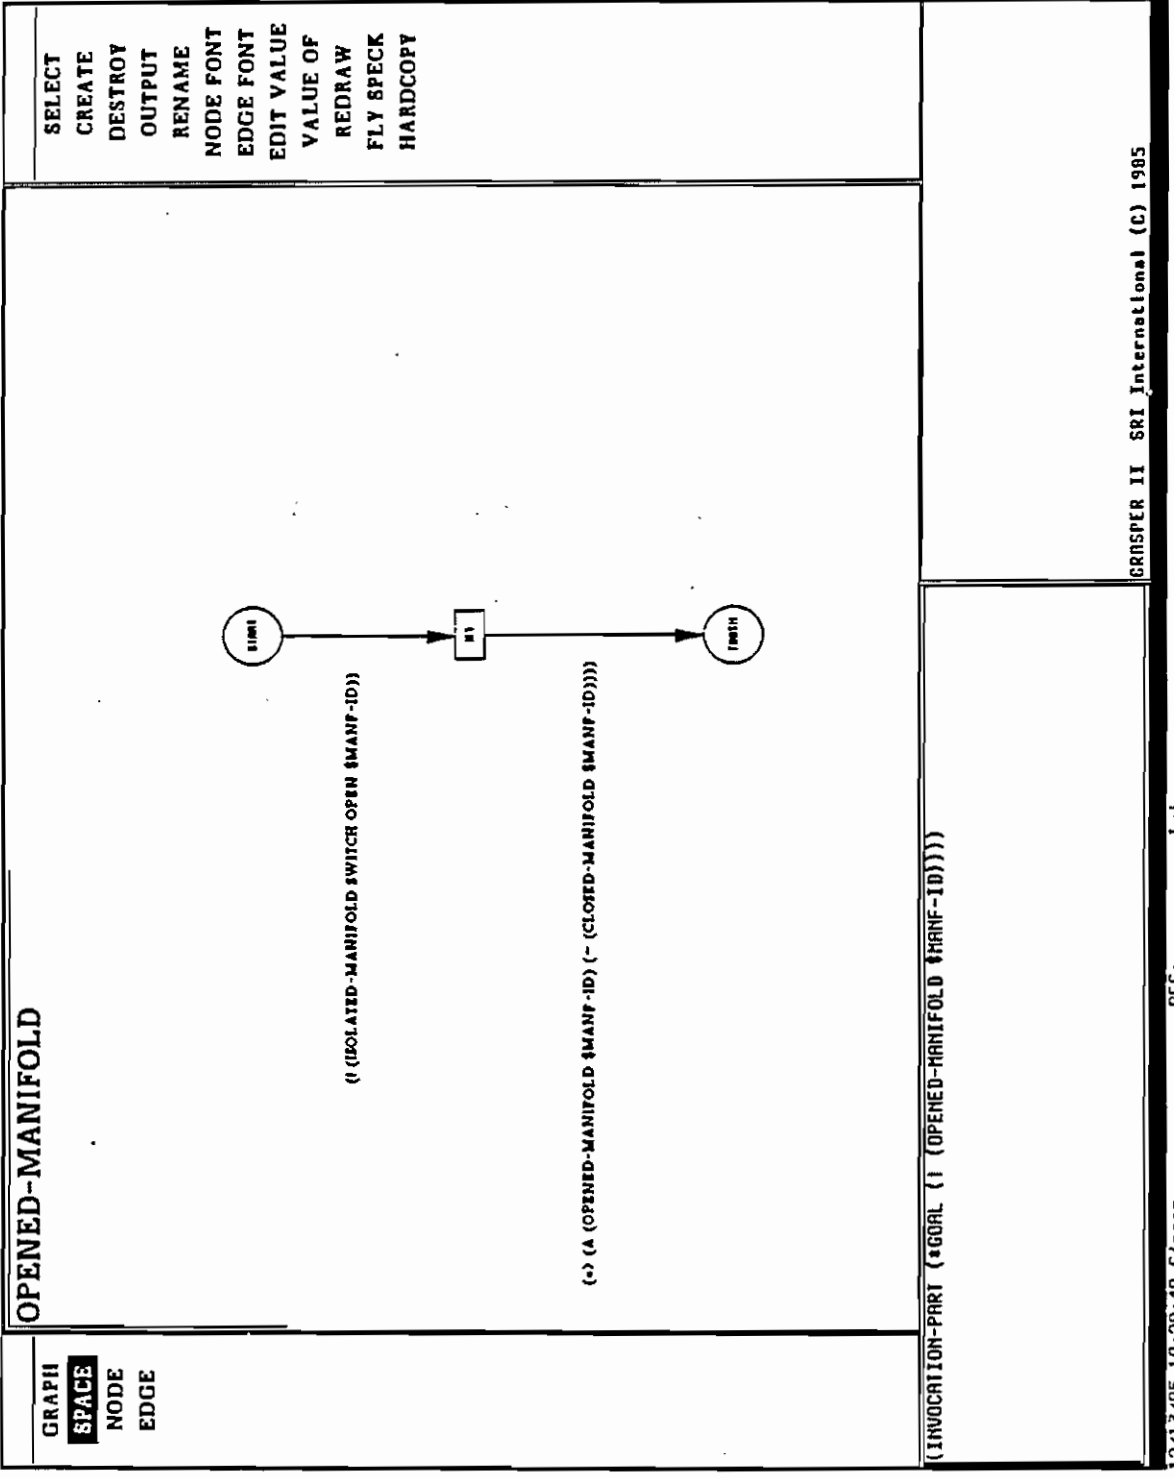 GRAPH
SPACE
NODE
EDGE
OPENED-MANIFOLD
START
(! (ISOLATED-MANIFOLD SWITCH OPEN $MANF-ID))
(=> (A (OPENED-MANIFOLD $MANF-ID) (~ (CLOSED-MANIFOLD $MANF-ID))))
FINISH
SELECT
CREATE
DESTROY
OUTPUT
RENAME
NODE FONT
EDGE FONT
EDIT VALUE
VALUE OF
REDRAW
FLY SPECK
HARDCOPY
(INVOCATION-PART (*GOAL (! (OPENED-MANIFOLD $MANF-ID))))
GRASPER II SRI International (C) 1985